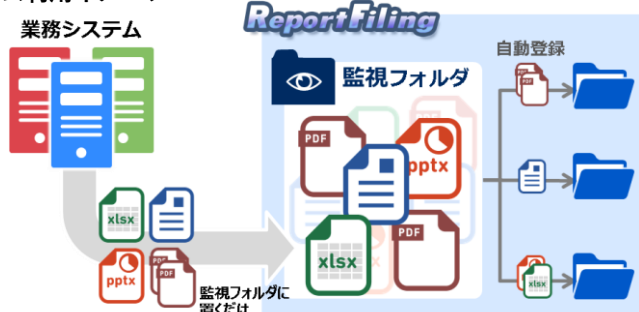 業務システム
ReportFiling
監視フォルダ
自動登録
PDF
pptx
xlsx
PDF
xlsx
pptx
PDF
PDF
xlsx
監視フォルダに
置くだけ